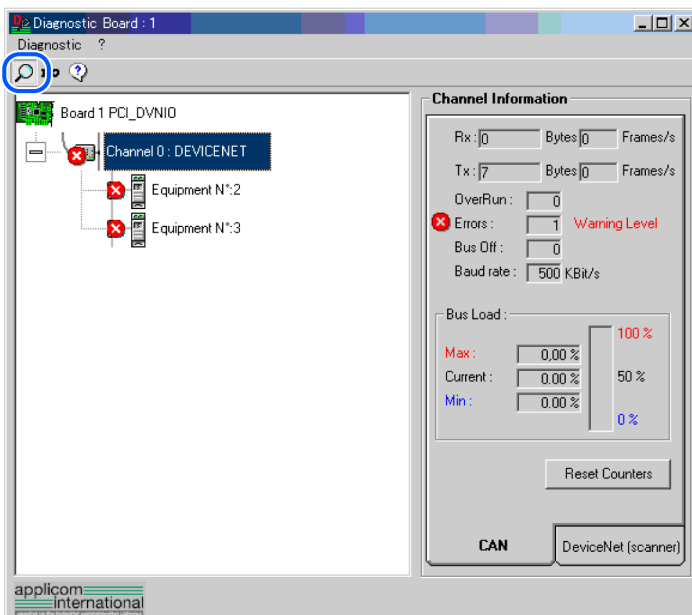 Diagnostic Board : 1
Diagnostic ?
Board 1 PCI_DVNIO
Channel 0 : DEVICENET
Equipment N°:2
Equipment N°:3
Channel Information
Rx : 0 Bytes 0 Frames/s
Tx : 7 Bytes 0 Frames/s
OverRun : 0
Errors : 1 Warning Level
Bus Off : 0
Baud rate : 500 KBit/s
Bus Load :
100 %
Max : 0,00 %
Current : 0.00 % 50 %
Min : 0.00 %
0 %
Reset Counters
CAN DeviceNet (scanner)
applicom
international